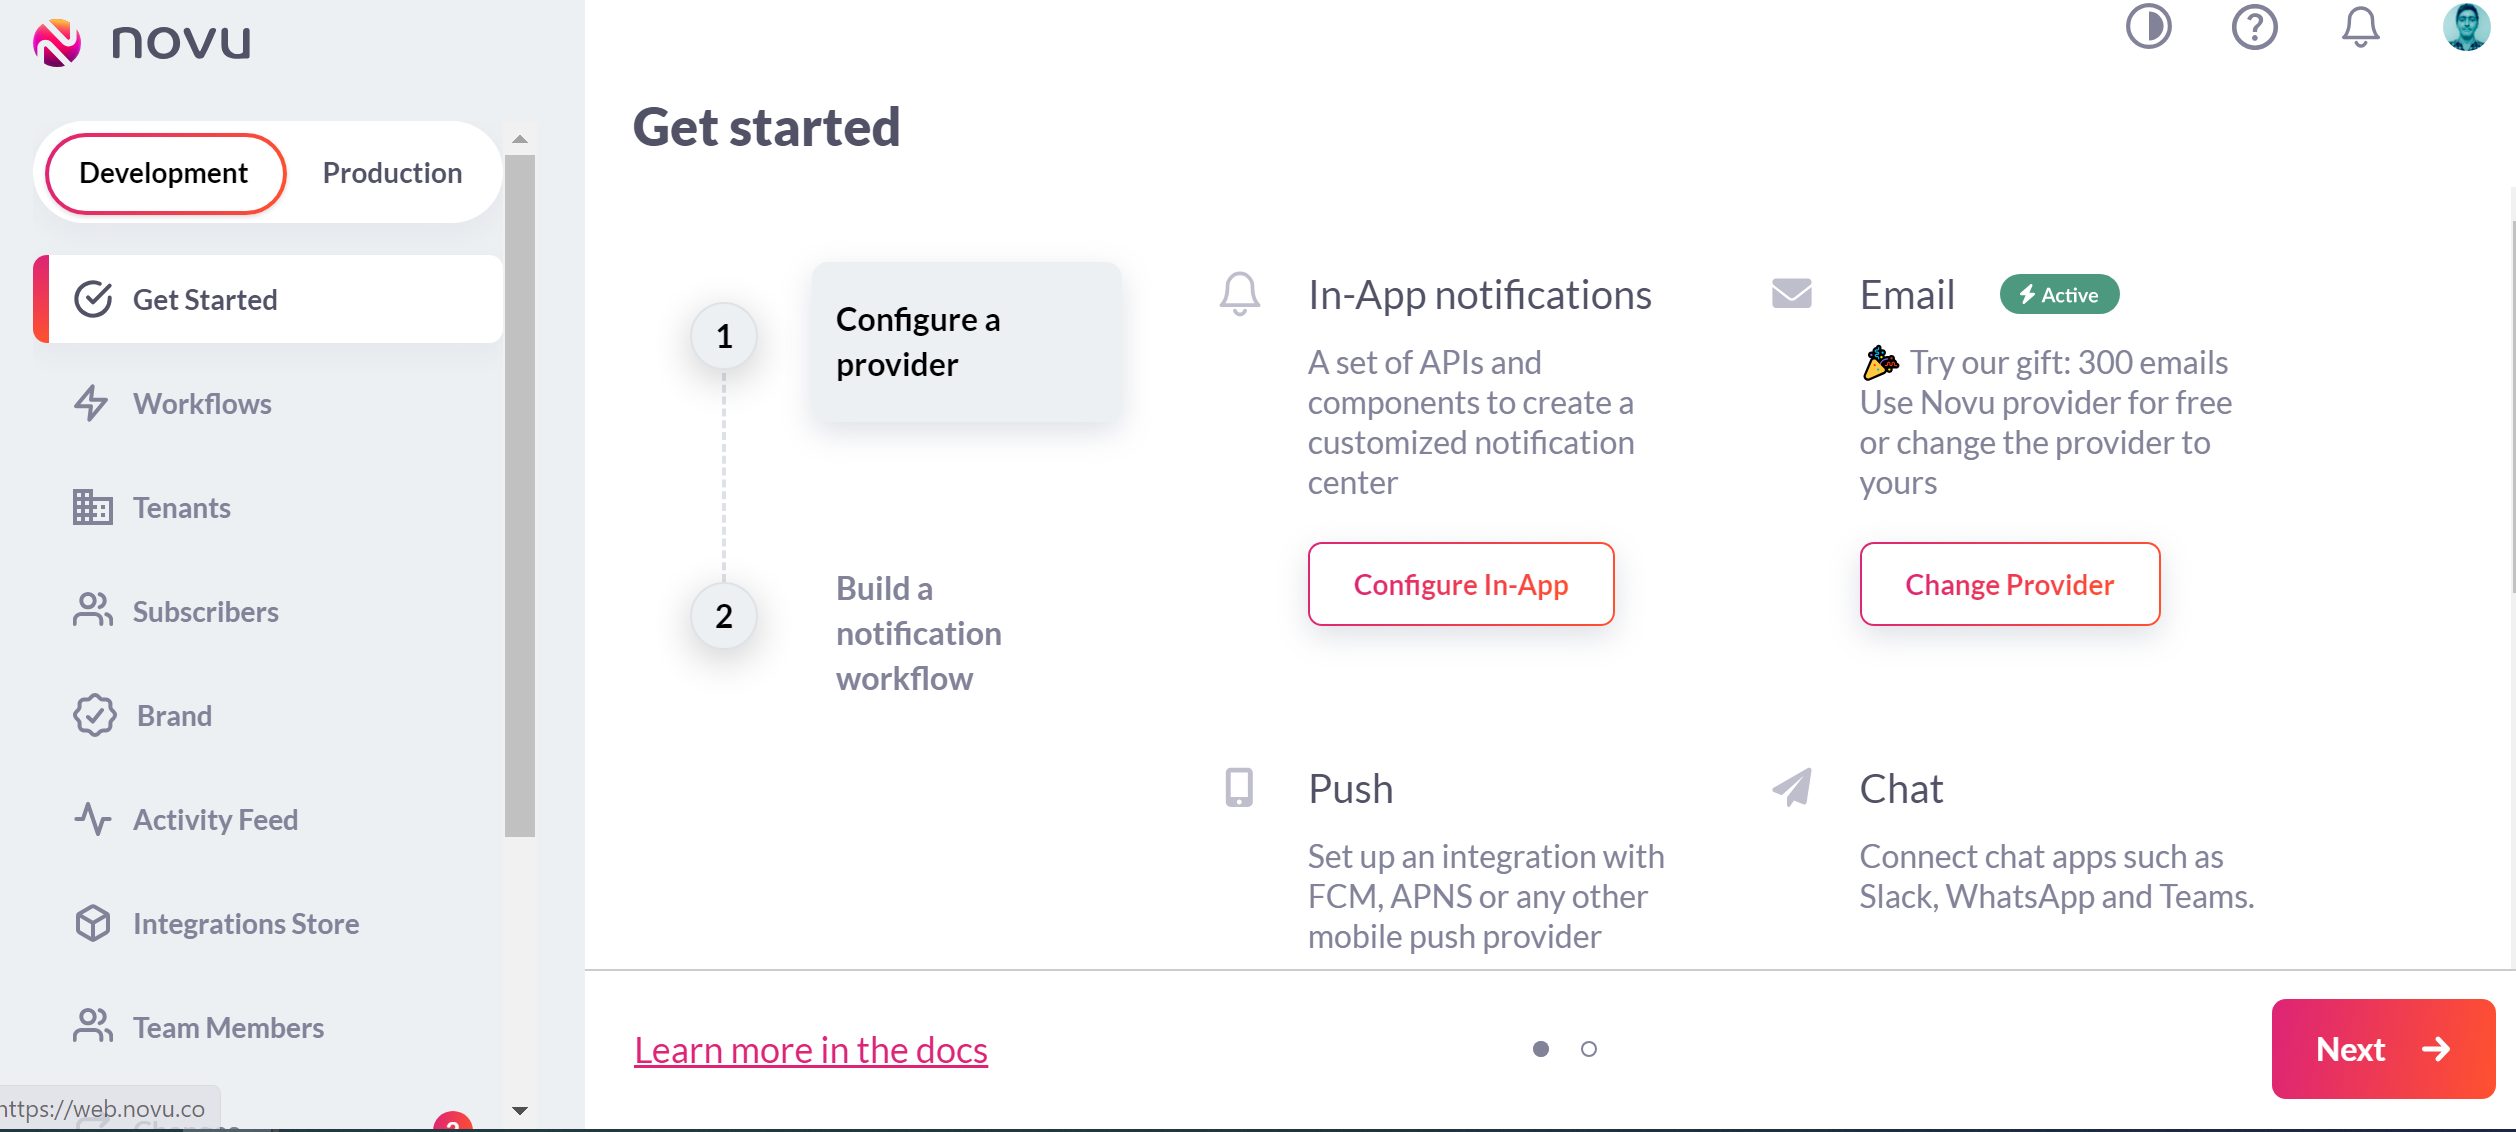 novu
Development
Production
Get Started
Workflows
Tenants
Subscribers
Brand
Activity Feed
Integrations Store
Team Members
https://web.novu.co
Get started
1
Configure a
provider
2
Build a
notification
workflow
In-App notifications
A set of APIs and
components to create a
customized notification
center
Configure In-App
Email
Active
Try our gift: 300 emails
Use Novu provider for free
or change the provider to
yours
Change Provider
Push
Set up an integration with
FCM, APNS or any other
mobile push provider
Chat
Connect chat apps such as
Slack, WhatsApp and Teams.
Learn more in the docs
Next